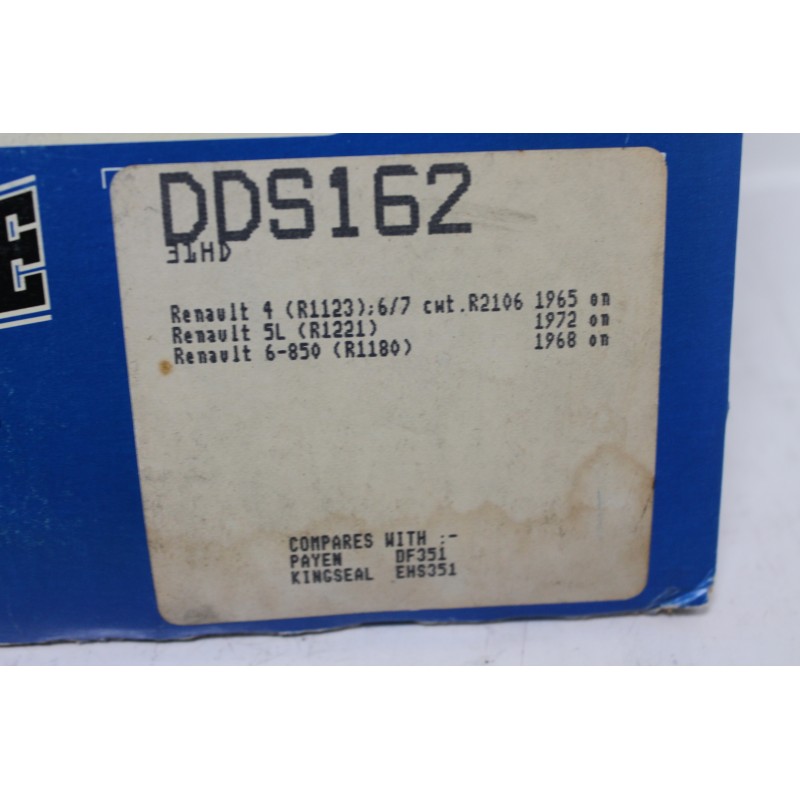 DDS162
31HD
Renault 4 (R1123);6/7 cwt.R2106 1965 on
Renault 5L (R1221) 1972 on
Renault 6-850 (R1180) 1968 on
COMPARES WITH :-
PAYEN DF351
KINGSEAL EHS351
E